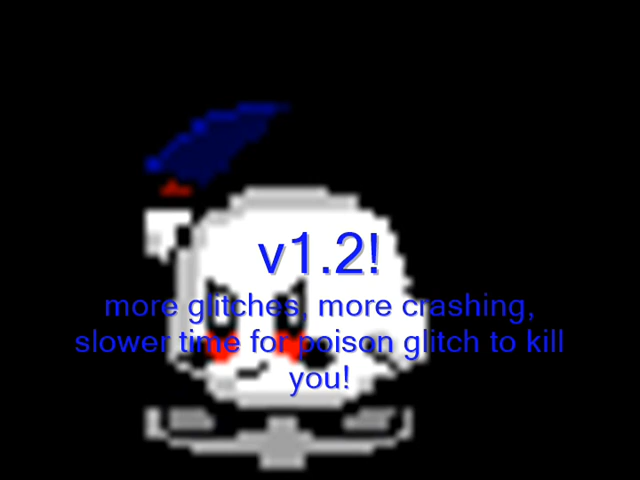 v1.2!
more glitches, more crashing,
slower time for poison glitch to kill
you!